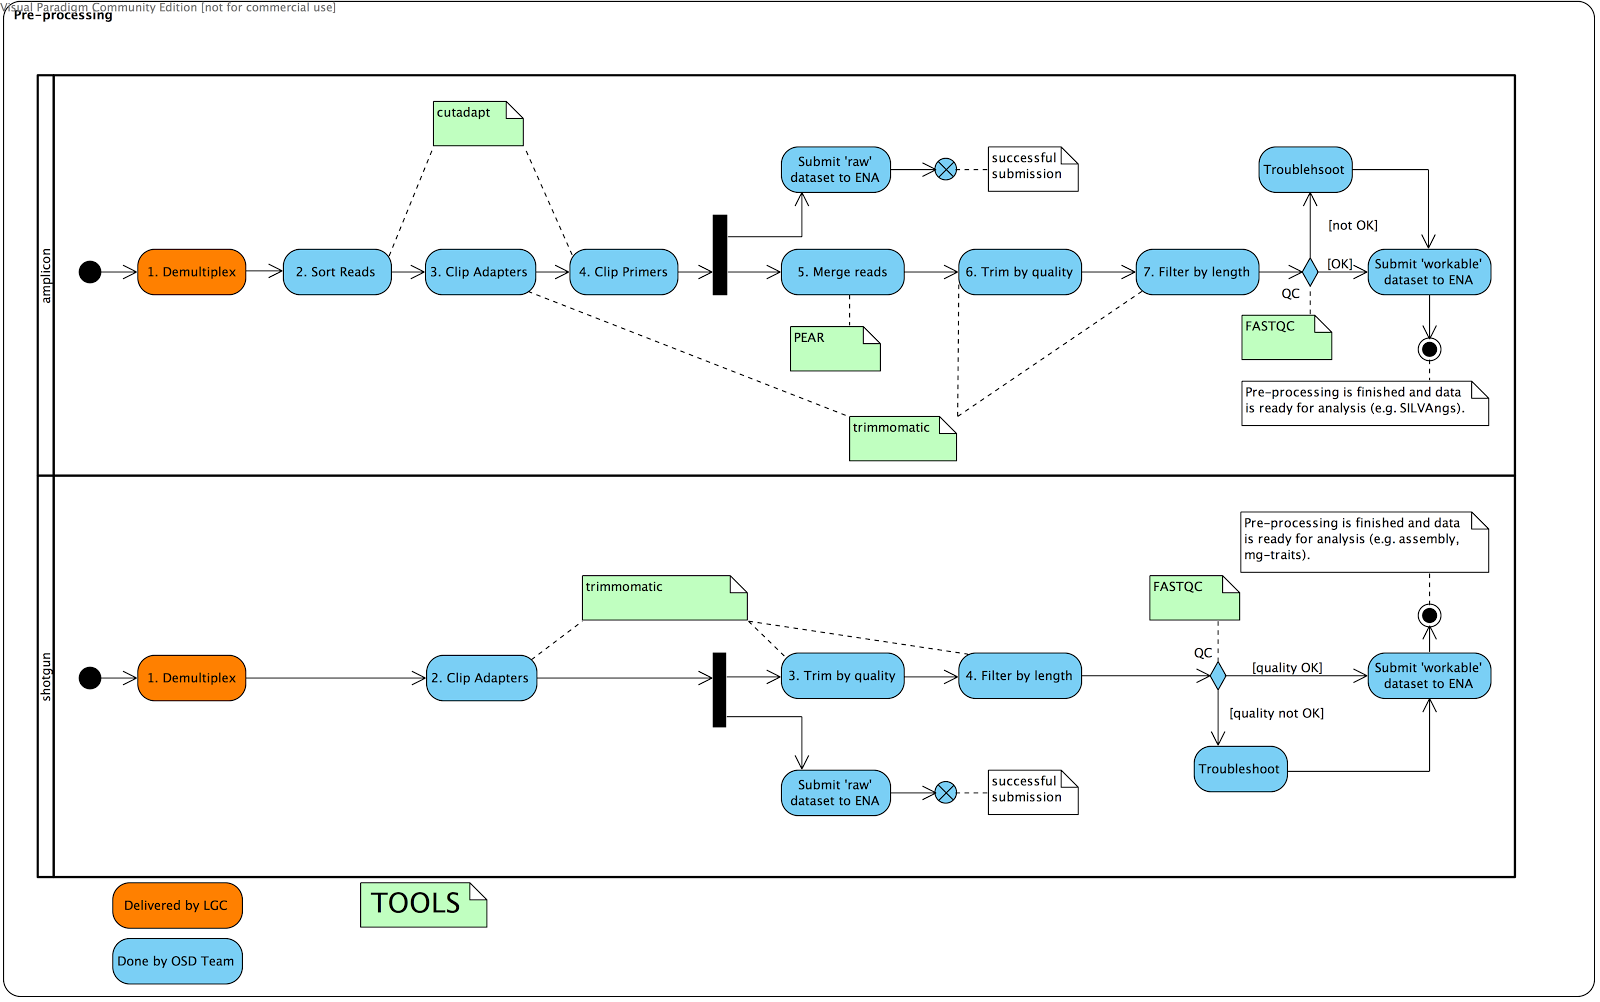 Visual Paradigm Community Edition [not for commercial use]
Pre-processing
amplicon
cutadapt
Submit 'raw'
dataset to ENA
successful
submission
Troublehsoot
[not OK]
1. Demultiplex
2. Sort Reads
3. Clip Adapters
4. Clip Primers
5. Merge reads
6. Trim by quality
7. Filter by length
[OK]
Submit 'workable'
dataset to ENA
QC
PEAR
FASTQC
Pre-processing is finished and data
is ready for analysis (e.g. SILVAngs).
trimmomatic
shotgun
Pre-processing is finished and data
is ready for analysis (e.g. assembly,
mg-traits).
trimmomatic
FASTQC
QC
1. Demultiplex
2. Clip Adapters
3. Trim by quality
4. Filter by length
[quality OK]
Submit 'workable'
dataset to ENA
[quality not OK]
Troubleshoot
Submit 'raw'
dataset to ENA
successful
submission
Delivered by LGC
TOOLS
Done by OSD Team